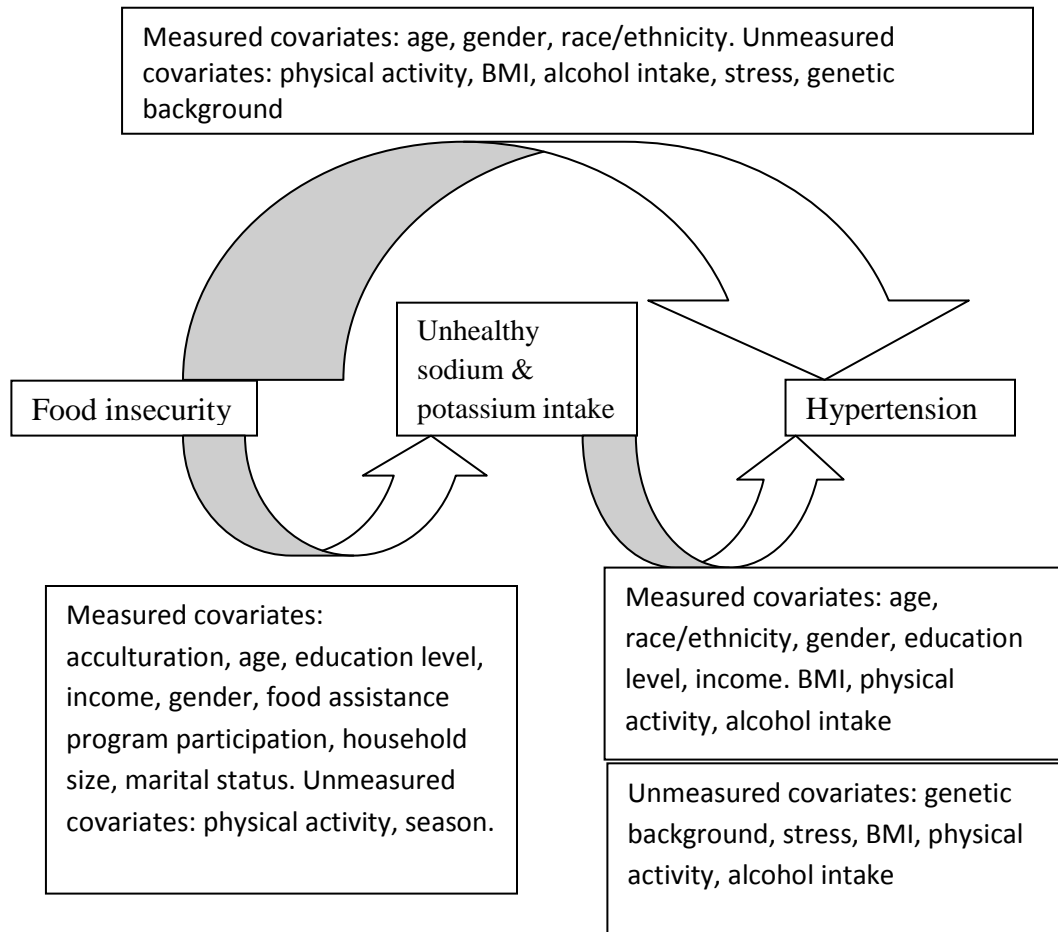 Measured covariates: age, gender, race/ethnicity. Unmeasured
covariates: physical activity, BMI, alcohol intake, stress, genetic
background
Unhealthy
sodium &
potassium intake
Food insecurity
Hypertension
Measured covariates:
acculturation, age, education level,
income, gender, food assistance
program participation, household
size, marital status. Unmeasured
covariates: physical activity, season.
Measured covariates: age,
race/ethnicity, gender, education
level, income. BMI, physical
activity, alcohol intake
Unmeasured covariates: genetic
background, stress, BMI, physical
activity, alcohol intake